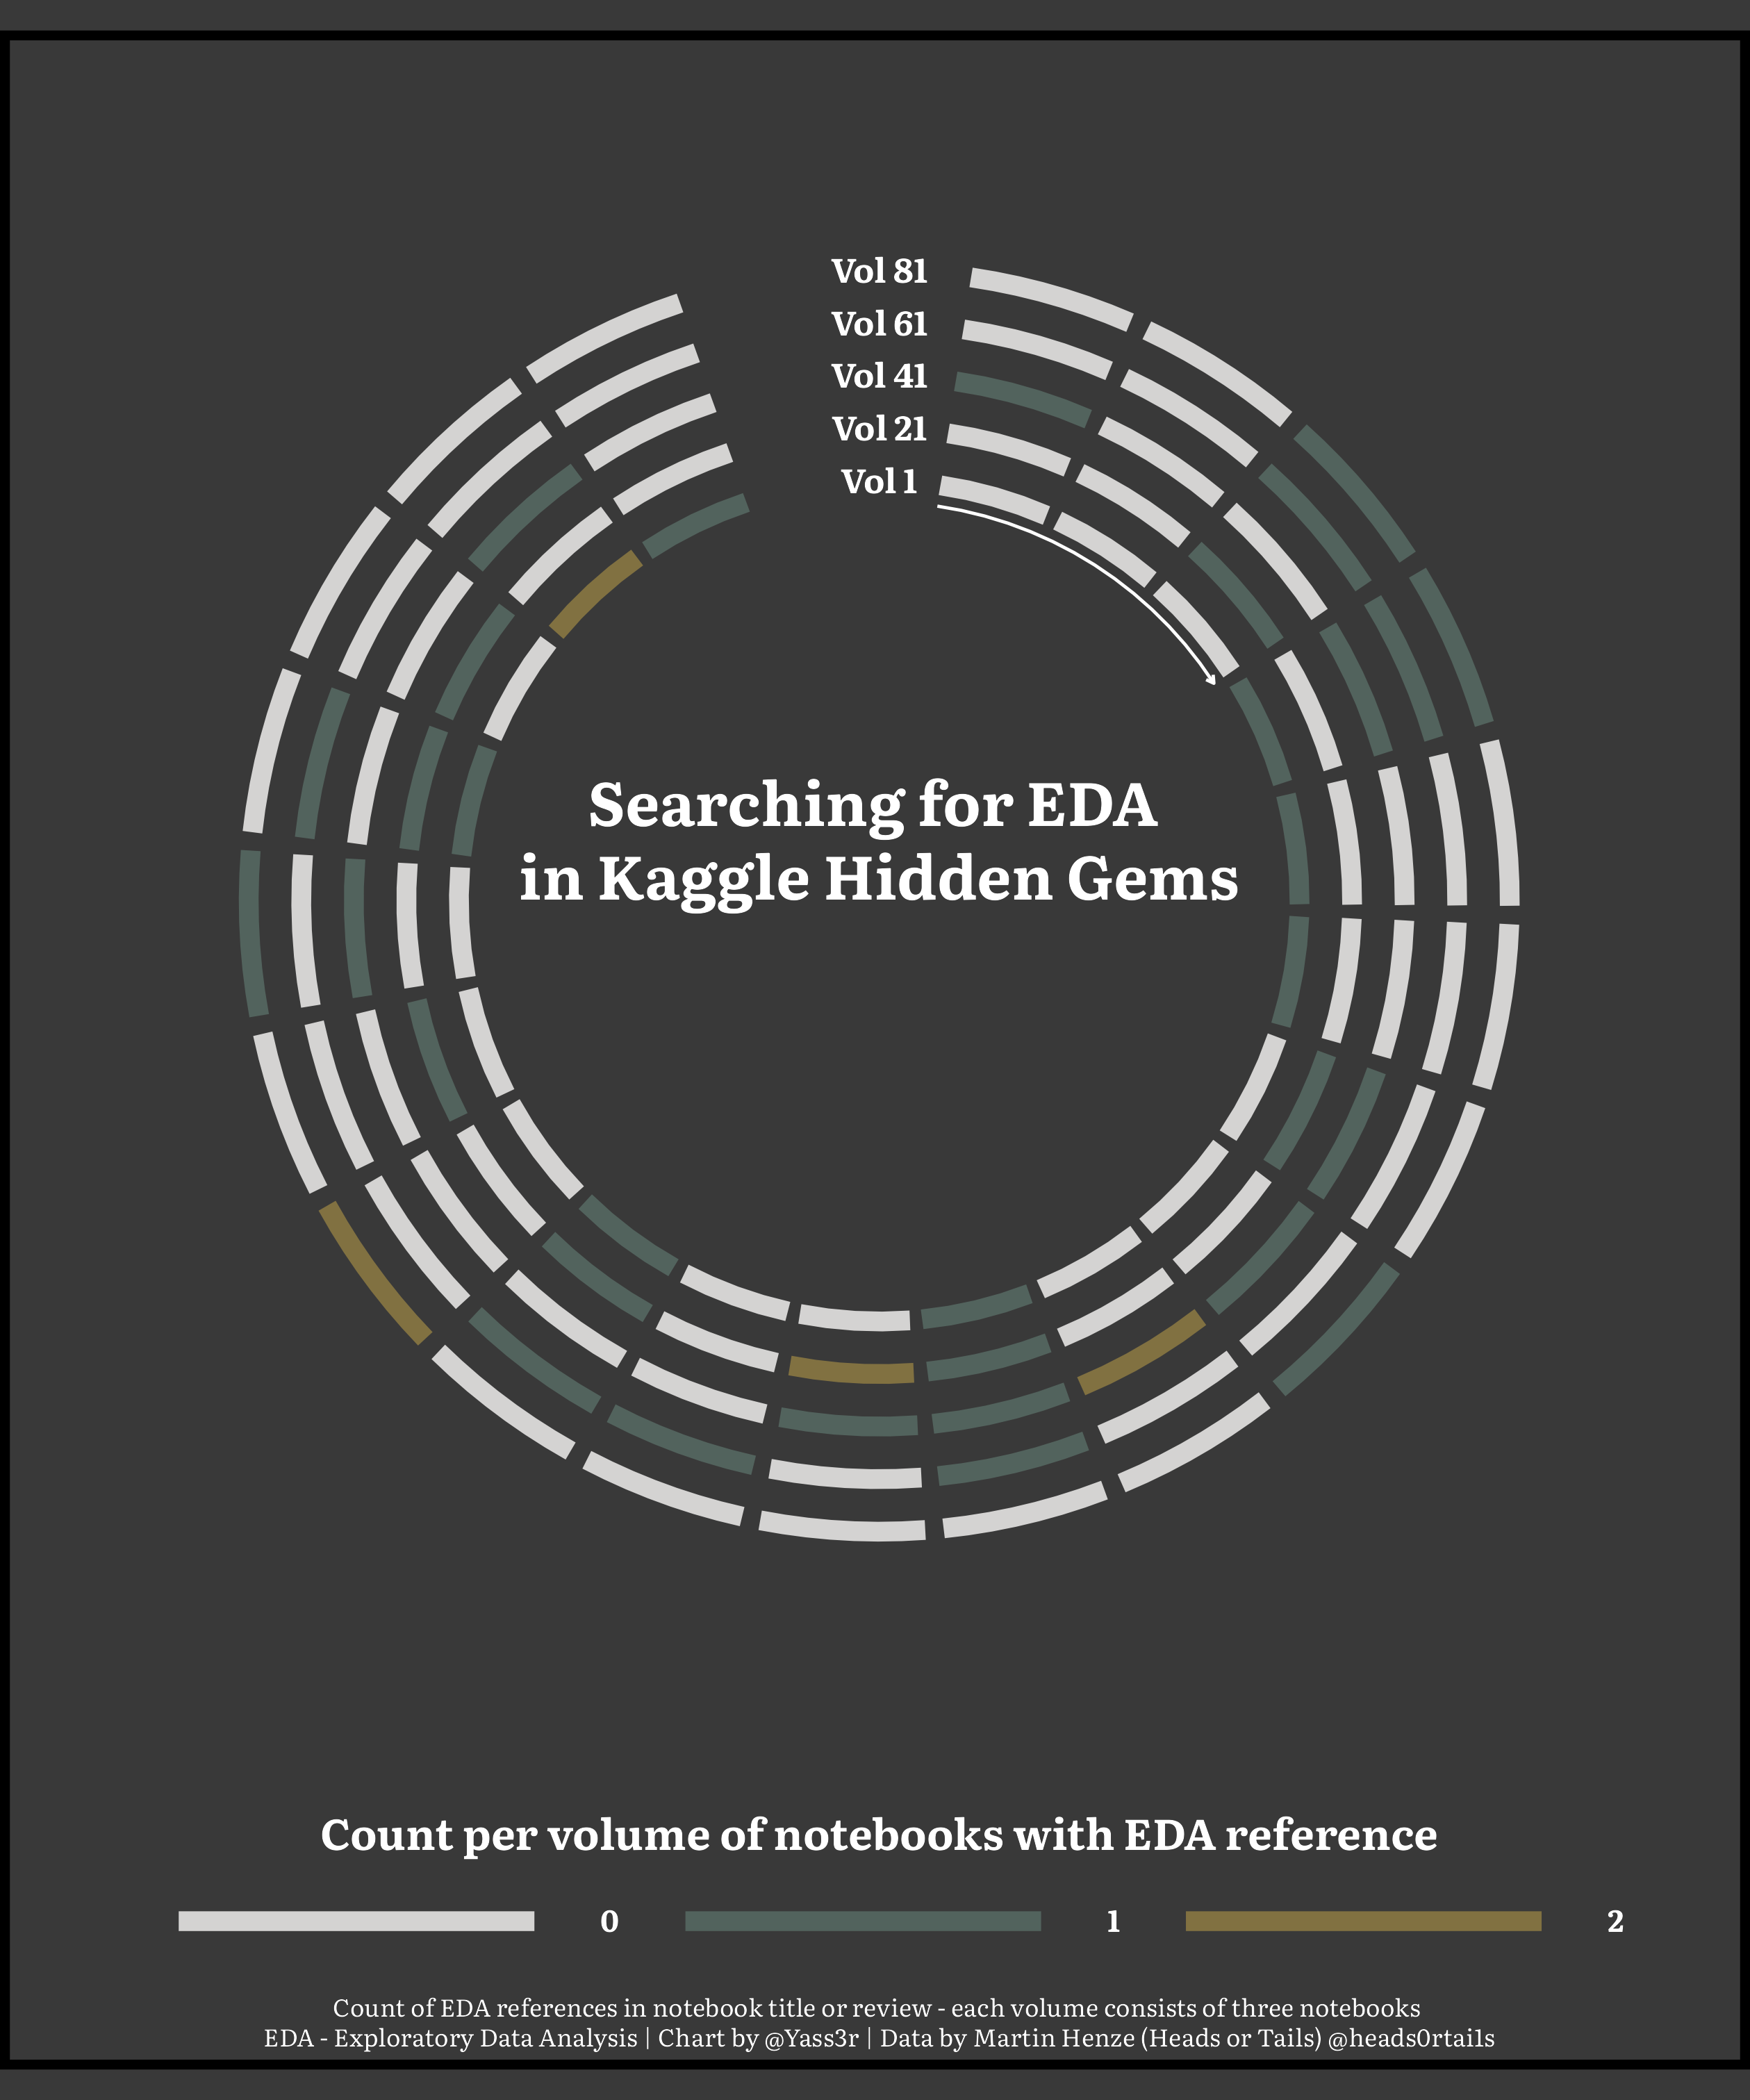 Vol 81
Vol 61
Vol 41
Vol 21
Vol 1
Searching for EDA
in Kaggle Hidden Gems
Count per volume of notebooks with EDA reference
0 1 2
Count of EDA references in notebook title or review - each volume consists of three notebooks
EDA - Exploratory Data Analysis | Chart by @Yass3r | Data by Martin Henze (Heads or Tails) @heads0rtai1s